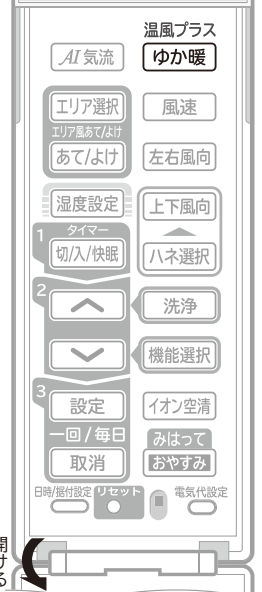 温風プラス
AI 気流
ゆか暖
エリア選択
風速
エリア風あて/よけ
あて/よけ
左右風向
湿度設定
上下風向
1
タイマー
切/入/快眠
ハネ選択
2
洗浄
機能選択
3
設定
イオン空清
一回/毎日
みはって
取消
おやすみ
日時/据付設定
リセット
電気代設定
開ける